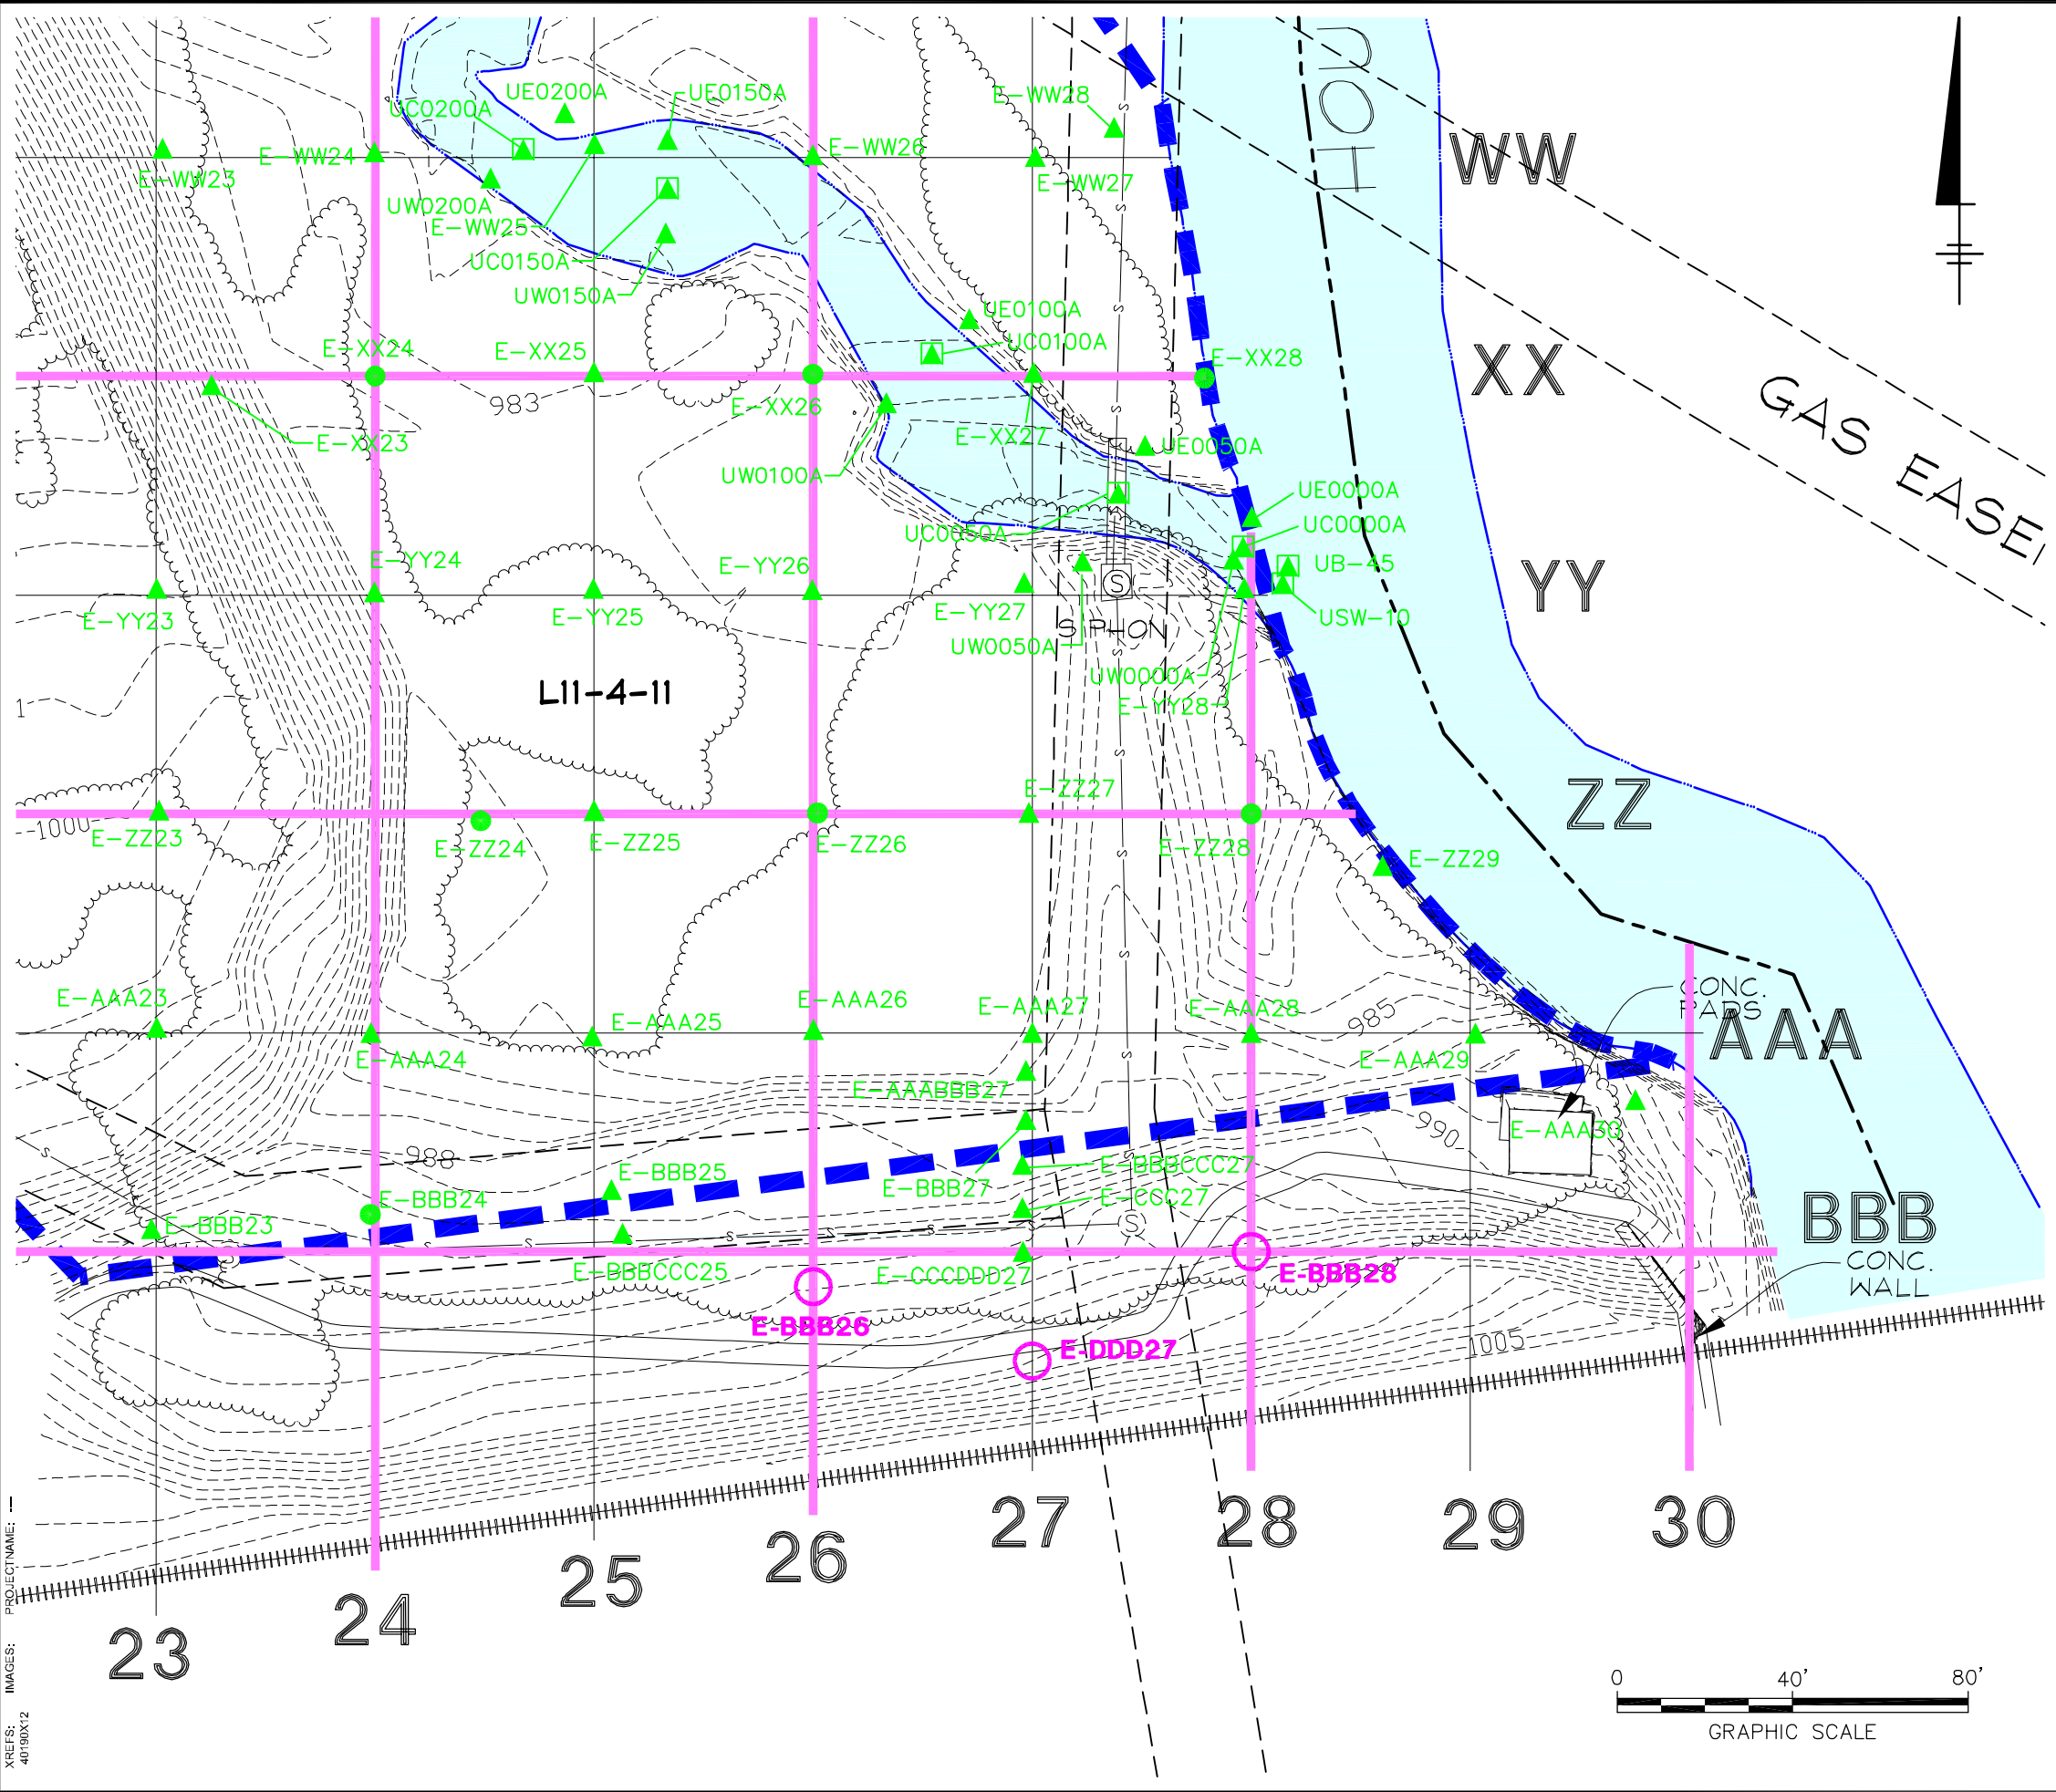 HOU
UE0200A
UE0150A
E-WW28
UC0200A
WW
E-WW24
E-WW26
E-WW23
E-WW27
UW0200A
E-WW25
UC0150A
UW0150A
UE0100A
UC0100A
E-XX24
E-XX25
E-XX28
XX
983
E-XX26
GAS EASE
E-XX23
E-XX27
UE0050A
UW0100A
UE0000A
UC0000A
UC0050A
E-YY24
E-YY26
UB-45
YY
S
E-YY23
E-YY25
E-YY27
USW-10
SIPHON
UW0050A
UW0000A
L11-4-11
E-YY28
1
E-ZZ27
ZZ
1000
E-ZZ23
E-ZZ24
E-ZZ25
E-ZZ26
E-ZZ28
E-ZZ29
CONC.
PADS
E-AAA23
E-AAA26
E-AAA27
E-AAA28
985
AAA
E-AAA25
E-AAA24
E-AAA29
E-AAABBB27
990
E-AAA30
988
E-BBB25
E-BBBCCC27
E-BBB27
E-BBB24
E-CCC27
BBB
E-BBB23
S
CONC.
WALL
E-BBBCCC25
E-CCCDDD27
E-BBB28
E-BBB26
E-DDD27
1005
27
28
29
30
26
25
24
23
0 40' 80'
GRAPHIC SCALE
XREFS: IMAGES: PROJECTNAME: ----
40190X12